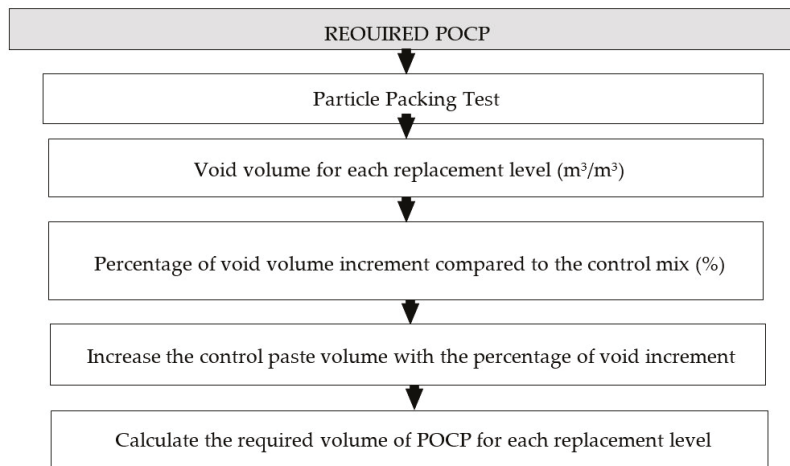 REOUIRED POCP
Particle Packing Test
Void volume for each replacement level (m³/m³)
Percentage of void volume increment compared to the control mix (%)
Increase the control paste volume with the percentage of void increment
Calculate the required volume of POCP for each replacement level